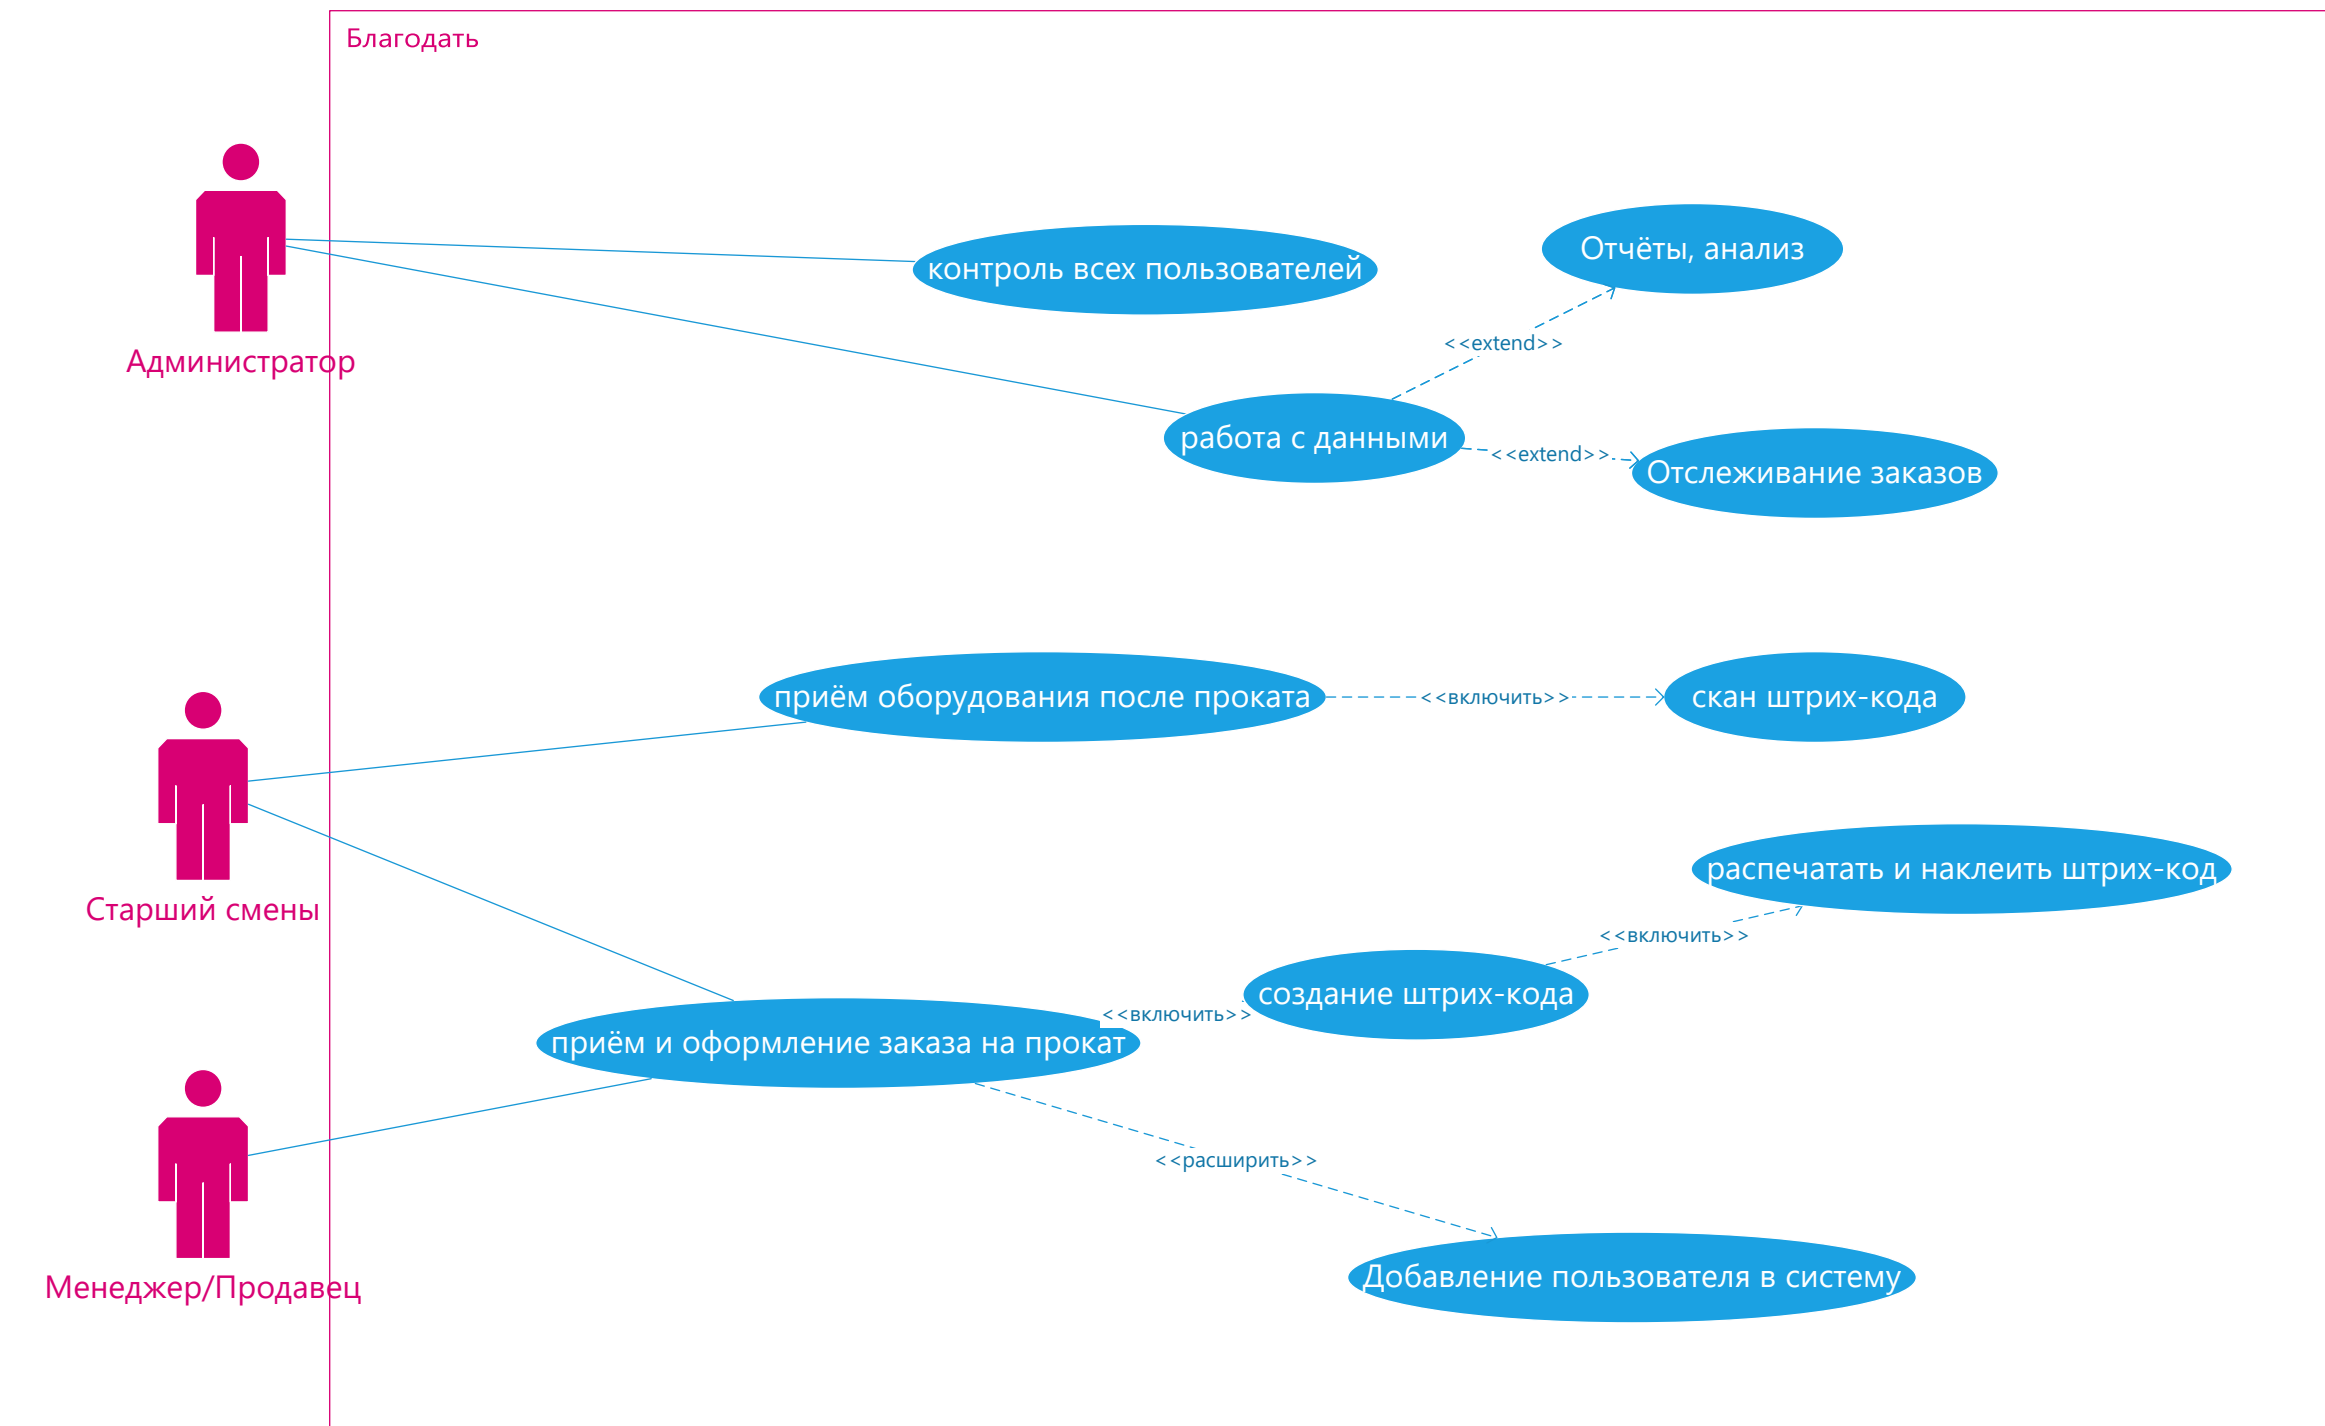 Благодать
Администратор
контроль всех пользователей
Отчёты, анализ
<<extend>>
работа с данными
<<extend>>
Отслеживание заказов
приём оборудования после проката
<<включить>>
скан штрих-кода
Старший смены
распечатать и наклеить штрих-код
<<включить>>
создание штрих-кода
<<включить>>
приём и оформление заказа на прокат
<<расширить>>
Менеджер/Продавец
Добавление пользователя в систему